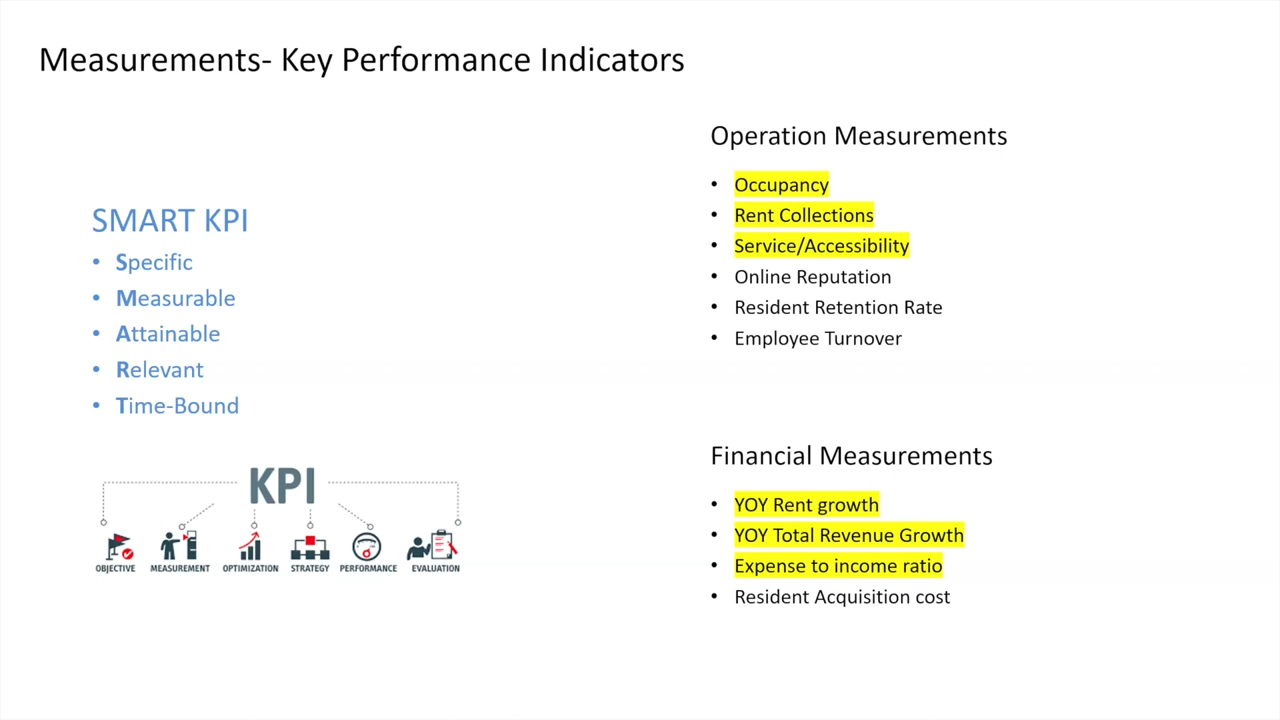 Measurements- Key Performance Indicators
SMART KPI
• Specific
• Measurable
• Attainable
• Relevant
• Time-Bound
KPI
OBJECTIVE MEASUREMENT OPTIMIZATION STRATEGY PERFORMANCE EVALUATION
Operation Measurements
• Occupancy
• Rent Collections
• Service/Accessibility
• Online Reputation
• Resident Retention Rate
• Employee Turnover
Financial Measurements
• YOY Rent growth
• YOY Total Revenue Growth
• Expense to income ratio
• Resident Acquisition cost